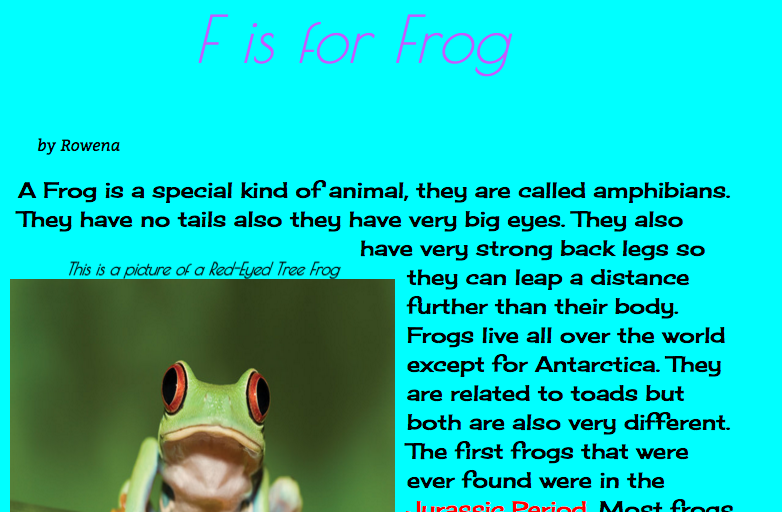 F is for Frog
by Rowena
A Frog is a special kind of animal, they are called amphibians.
They have no tails also they have very big eyes. They also
have very strong back legs so
This is a picture of a Red-Eyed Tree Frog
they can leap a distance
further than their body.
Frogs live all over the world
except for Antarctica. They
are related to toads but
both are also very different.
The first frogs that were
ever found were in the
Jurassic Period. Most frogs